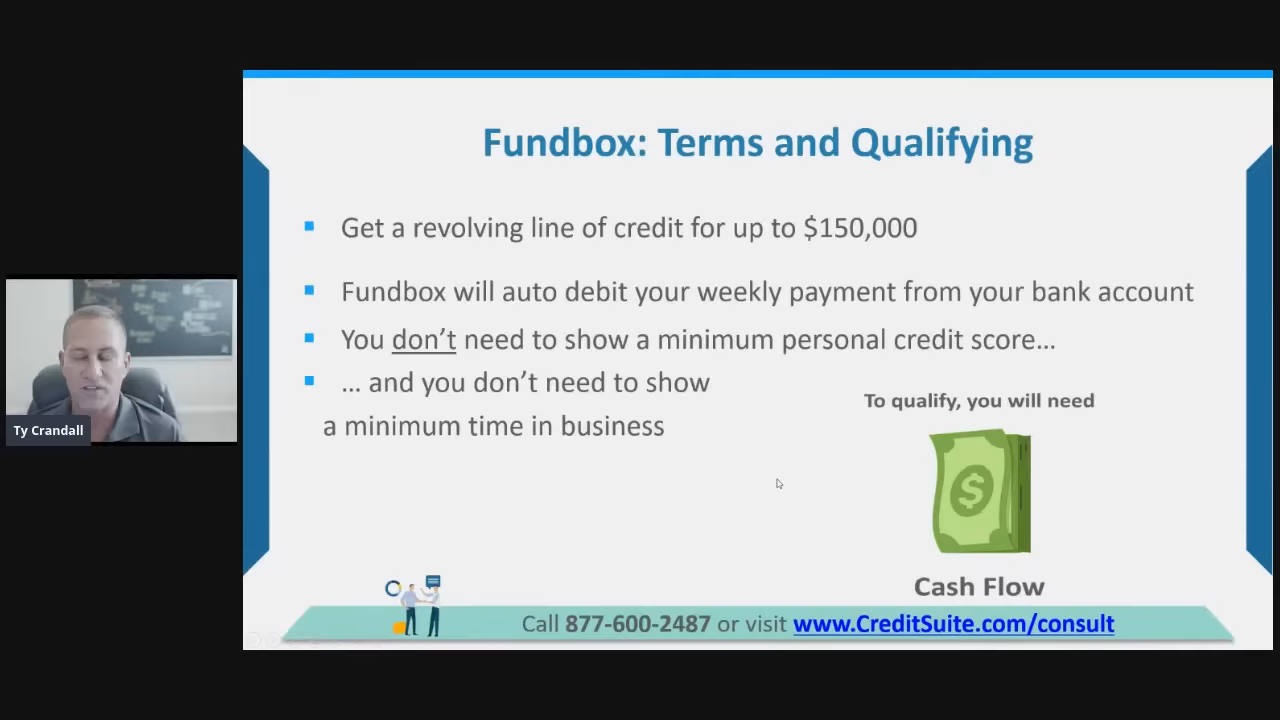 Fundbox: Terms and Qualifying
Get a revolving line of credit for up to $150,000
Fundbox will auto debit your weekly payment from your bank account
You don’t need to show a minimum personal credit score…
… and you don’t need to show
a minimum time in business
To qualify, you will need
$
Cash Flow
Call 877-600-2487 or visit www.CreditSuite.com/consult
Ty Crandall